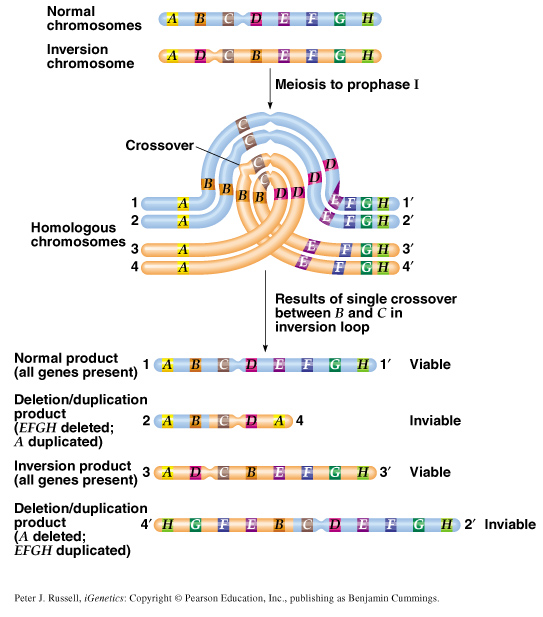 Normal chromosomes
A B C D E F G H
Inversion chromosome
A D C B E F G H
Meiosis to prophase I
Crossover
C
C
C
C
B B B B D D D D
1 A E F G H 1′
2 A E F G H 2′
Homologous chromosomes
3 A E F G H 3′
4 A E F G H 4′
Results of single crossover
between B and C in
inversion loop
Normal product
(all genes present) 1 A B C D E F G H 1′ Viable
Deletion/duplication
product
(EFGH deleted;
A duplicated)
2 A B C D A 4 Inviable
Inversion product
(all genes present) 3 A D C B E F G H 3′ Viable
Deletion/duplication
product
(A deleted;
EFGH duplicated)
4′ H G F E B C D E F G H 2′ Inviable
Peter J. Russell, iGenetics: Copyright © Pearson Education, Inc., publishing as Benjamin Cummings.